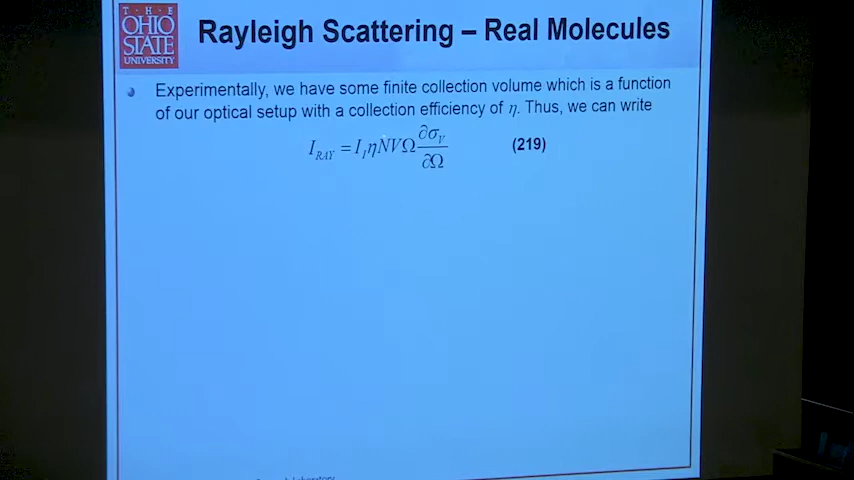 T · H · E
OHIO
STATE
UNIVERSITY
Rayleigh Scattering – Real Molecules
Experimentally, we have some finite collection volume which is a function
of our optical setup with a collection efficiency of η. Thus, we can write
I_RAY = I_I ηNVΩ ∂σ_V/∂Ω (219)
laboratory